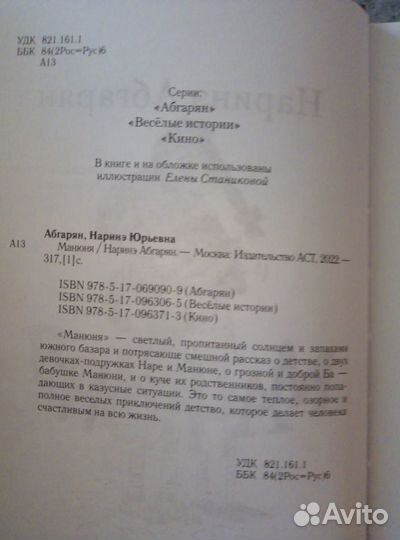 УДК 821.161.1
ББК 84(2Рос=Рус)6
А13
Серии:
«Абгарян»
«Весёлые истории»
«Кино»
В книге и на обложке использованы
иллюстрации Елены Станиковой
Абгарян, Наринэ Юрьевна
А13 Манюня / Наринэ Абгарян. — Москва: Издательство АСТ, 2022 —
317, [1] с.
ISBN 978-5-17-069090-9 (Абгарян)
ISBN 978-5-17-096306-5 (Весёлые истории)
ISBN 978-5-17-096371-3 (Кино)
«Манюня» — светлый, пропитанный солнцем и запахами
южного базара и потрясающе смешной рассказ о детстве, о двух
девочках-подружках Наре и Манюне, о грозной и доброй Ба —
бабушке Манюни, и о куче их родственников, постоянно попа-
дающих в казусные ситуации. Это то самое теплое, озорное и
полное веселых приключений детство, которое делает человека
счастливым на всю жизнь.
УДК 821.161.1
ББК 84(2Рос=Рус)6
Наринэ Абгарян
Avito